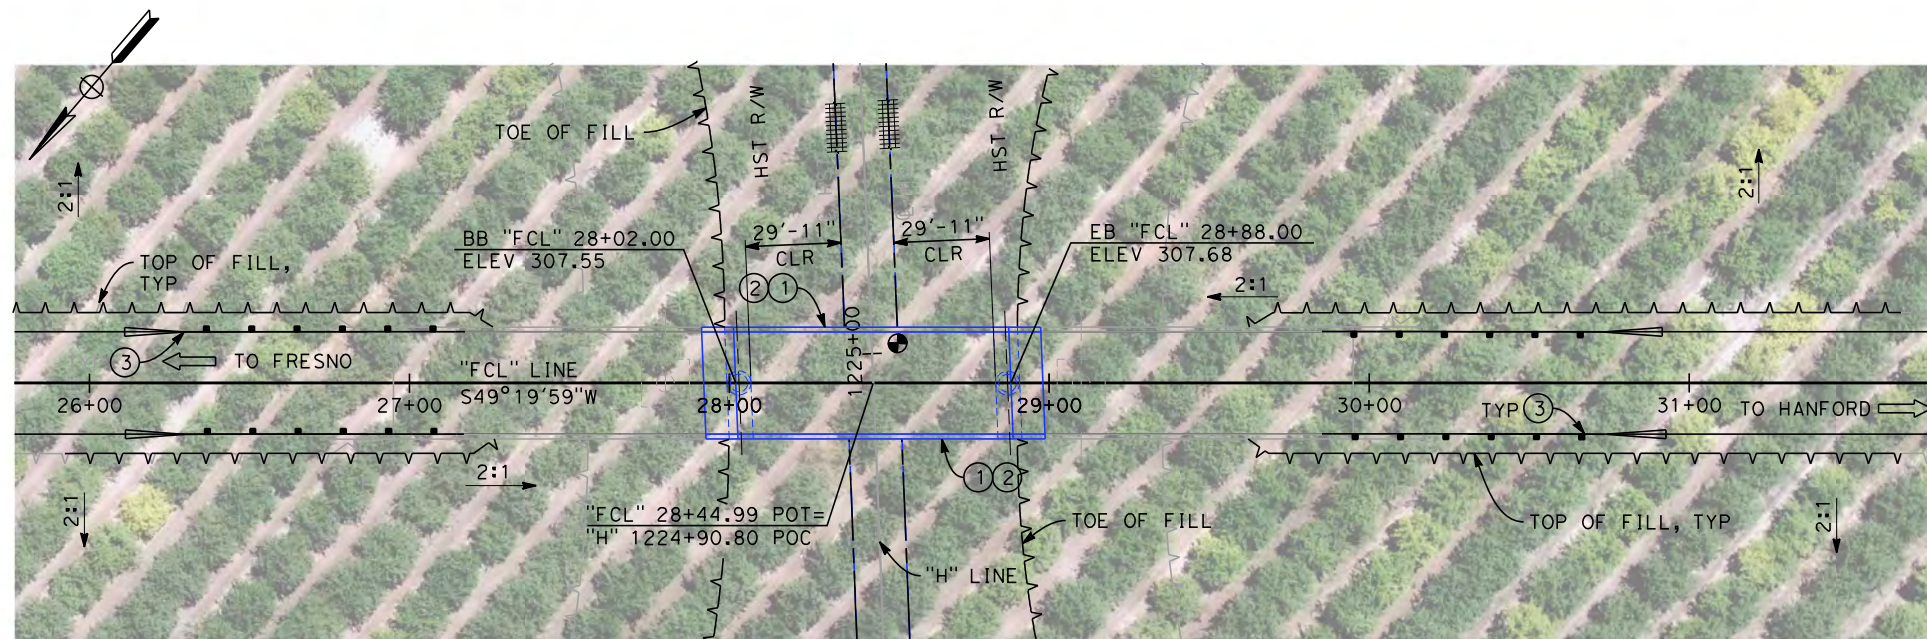 TOE OF FILL
HST R/W
HST R/W
2:1
2:1
BB "FCL" 28+02.00
ELEV 307.55
29'-11"
CLR
29'-11"
CLR
EB "FCL" 28+88.00
ELEV 307.68
TOP OF FILL,
TYP
2 1
2:1
1225+00
3
TO FRESNO
"FCL" LINE
S49°19'59"W
26+00
27+00
28+00
29+00
30+00
31+00
TYP 3
TO HANFORD
2:1
1 2
2:1
"FCL" 28+44.99 POT=
"H" 1224+90.80 POC
TOE OF FILL
TOP OF FILL, TYP
2:1
"H" LINE